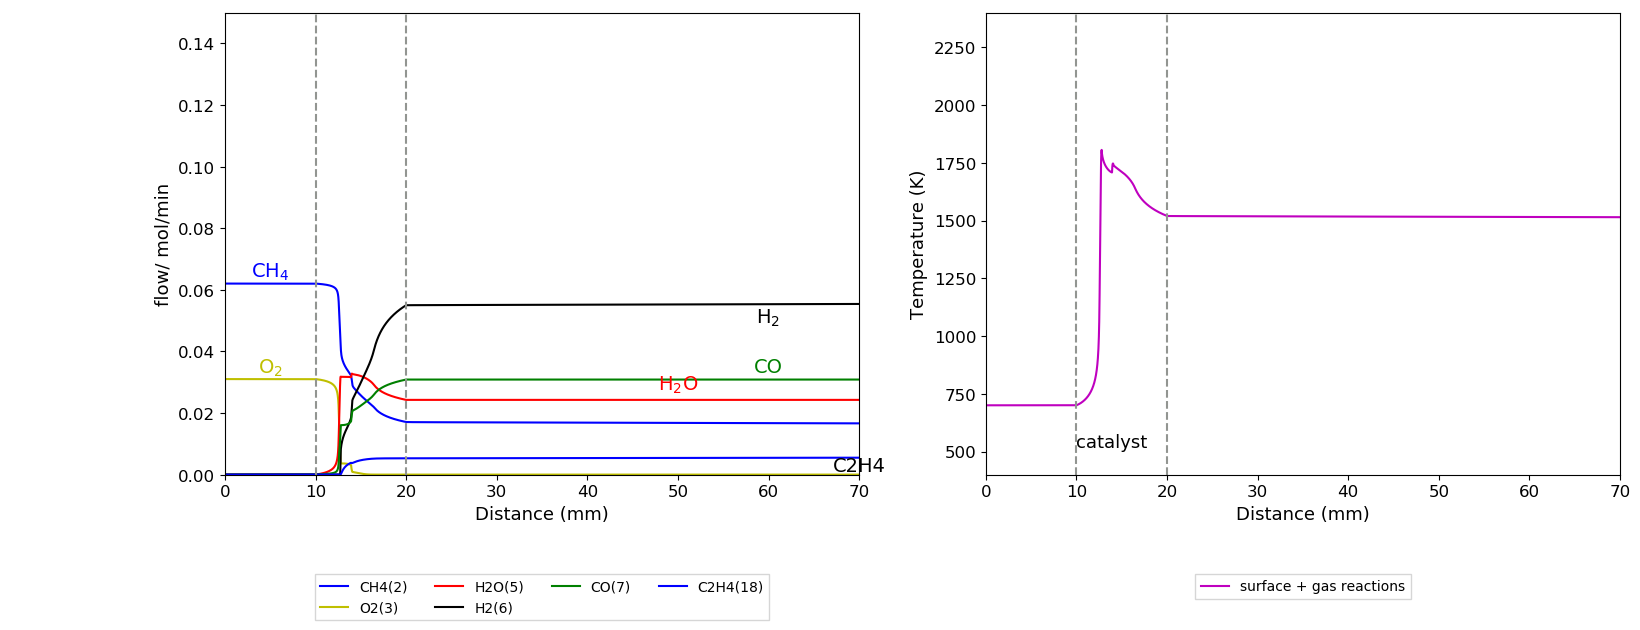 0.14
0.12
0.10
0.08
0.06
0.04
0.02
0.00
flow/ mol/min
CH₄
O₂
H₂
CO
H₂O
C2H4
0 10 20 30 40 50 60 70
Distance (mm)
CH4(2) H2O(5) CO(7) C2H4(18)
O2(3) H2(6)
2250
2000
1750
1500
1250
1000
750
500
Temperature (K)
catalyst
0 10 20 30 40 50 60 70
Distance (mm)
surface + gas reactions